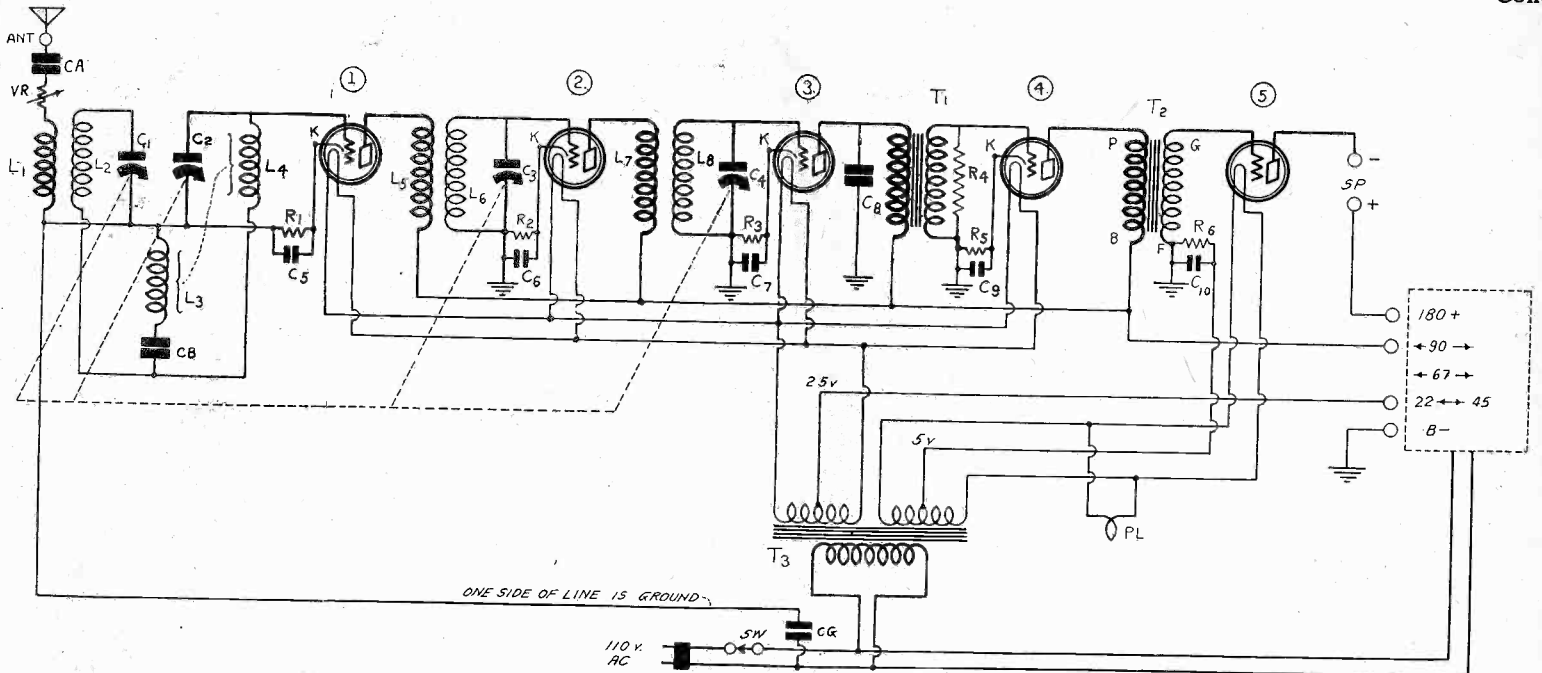 Con
ANT
CA
VR
L1
L2
C1
C2
L4
L3
CB
1
K
R1
C5
L5
L6
C3
2
K
R2
C6
L7
L8
C4
3
K
R3
C7
C8
T1
R4
R5
C9
4
K
T2
P
B
G
F
R6
C10
5
-
SP
+
180+
90
67
22 45
B-
25v
5v
PL
T3
ONE SIDE OF LINE IS GROUND
CG
SW
110 v.
AC